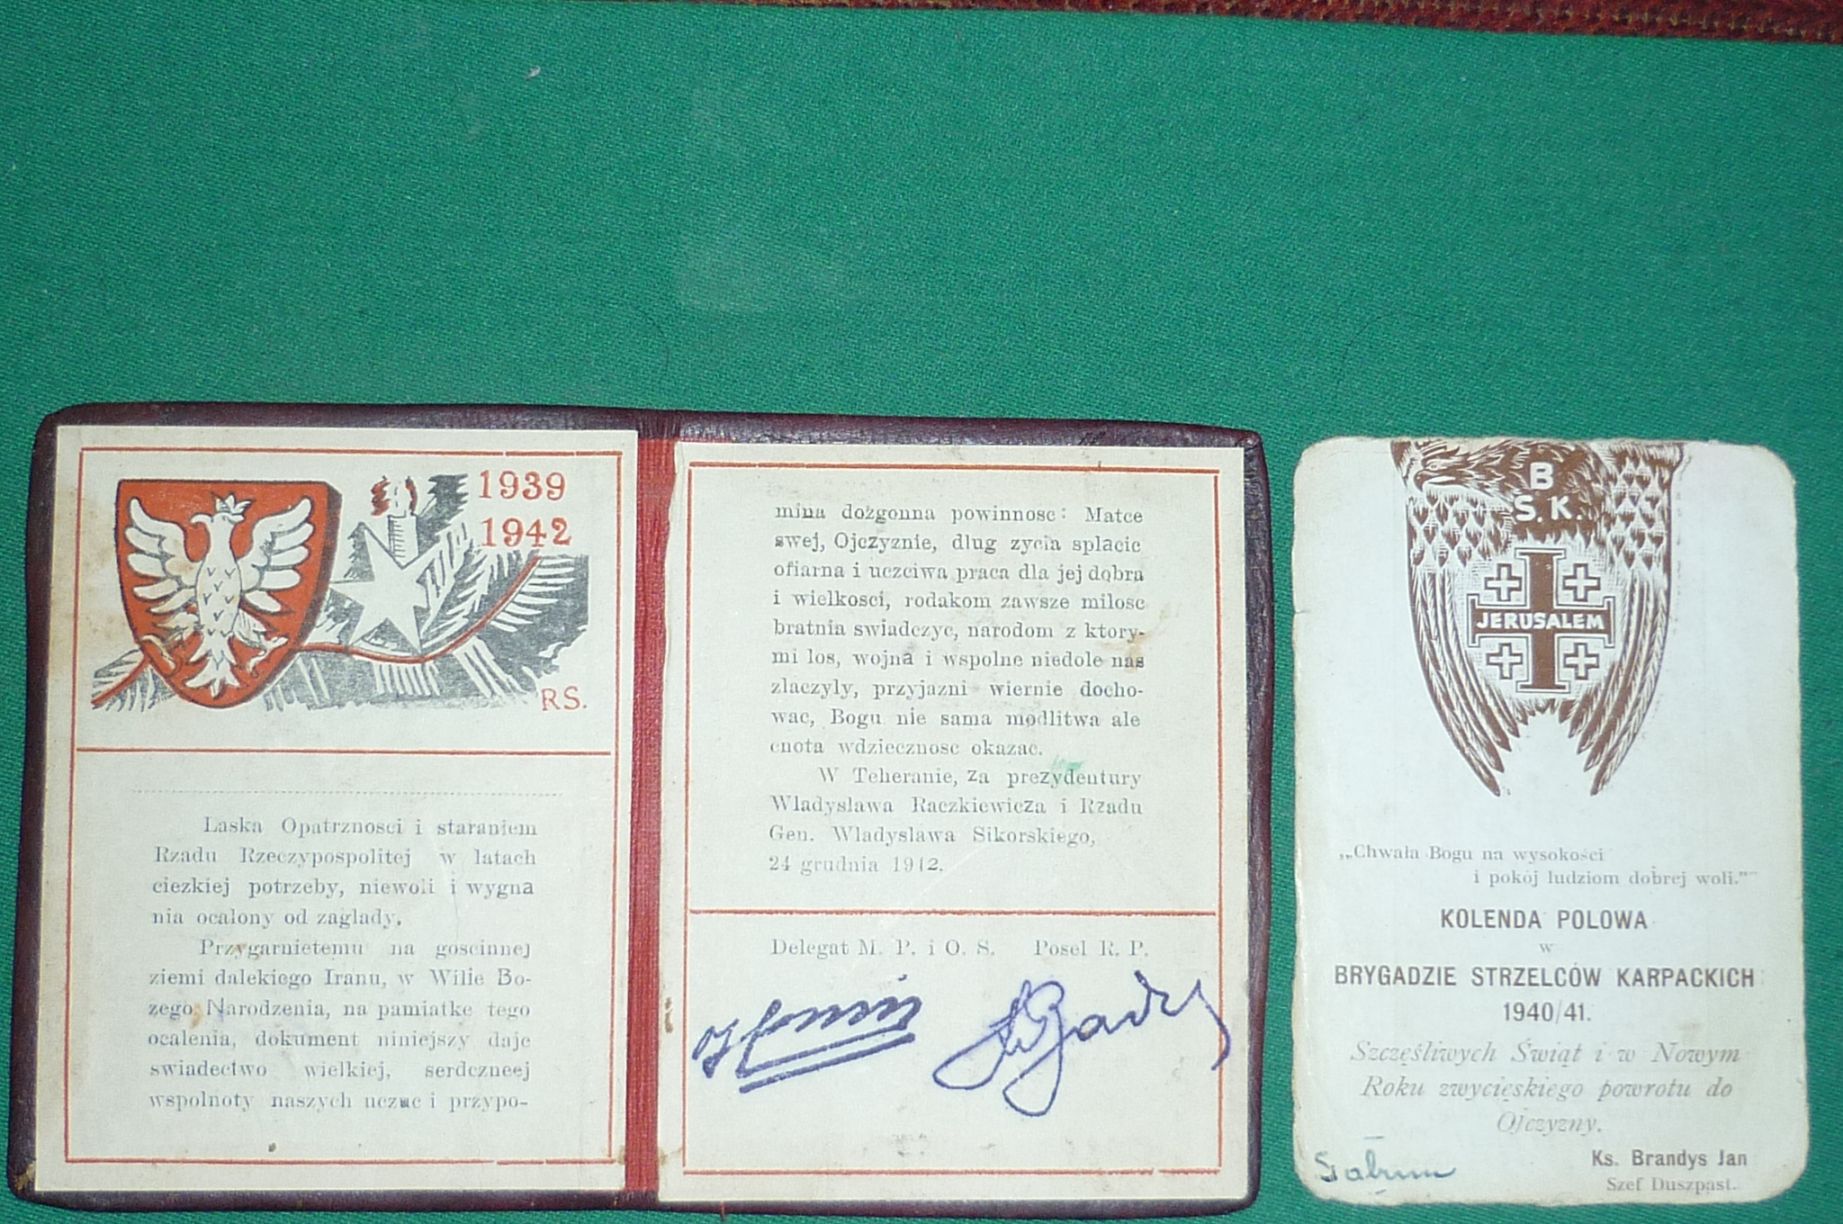 1939
1942
RS.
Laska Opatrznosci i staraniem
Rzadu Rzeczypospolitej w latach
ciezkiej potrzeby, niewoli i wygna
nia ocalony od zaglady.
Przygarnietemu na goscinnej
ziemi dalekiego Iranu, w Wilie Bo-
zego Narodzenia, na pamiatke tego
ocalenia, dokument niniejszy daje
swiadectwo wielkiej, serdczneej
wspolnoty naszych uczuc i przypo-
mina dozgonna powinnosc: Matce
swej, Ojczyznie, dlug zycia splacic
ofiarna i uczciwa praca dla jej dobra
i wielkosci, rodakom zawsze milosc
bratnia swiadczyc, narodom z ktory-
mi los, wojna i wspolne niedole nas
zlaczyly, przyjazni wiernie docho-
wac, Bogu nie sama modlitwa ale
cnota wdziecznosc okazac.
W Teheranie, za prezydentury
Wladyslawa Raczkiewicza i Rzadu
Gen. Wladyslawa Sikorskiego,
24 grudnia 1942.
Delegat M. P. i O. S. Posel R. P.
B
S. K.
JERUSALEM
„Chwała Bogu na wysokości
i pokój ludziom dobrej woli."
KOLENDA POLOWA
w
BRYGADZIE STRZELCÓW KARPACKICH
1940/41.
Szczęśliwych Świąt i w Nowym
Roku zwycięskiego powrotu do
Ojczyzny.
Ks. Brandys Jan
Szef Duszpast.